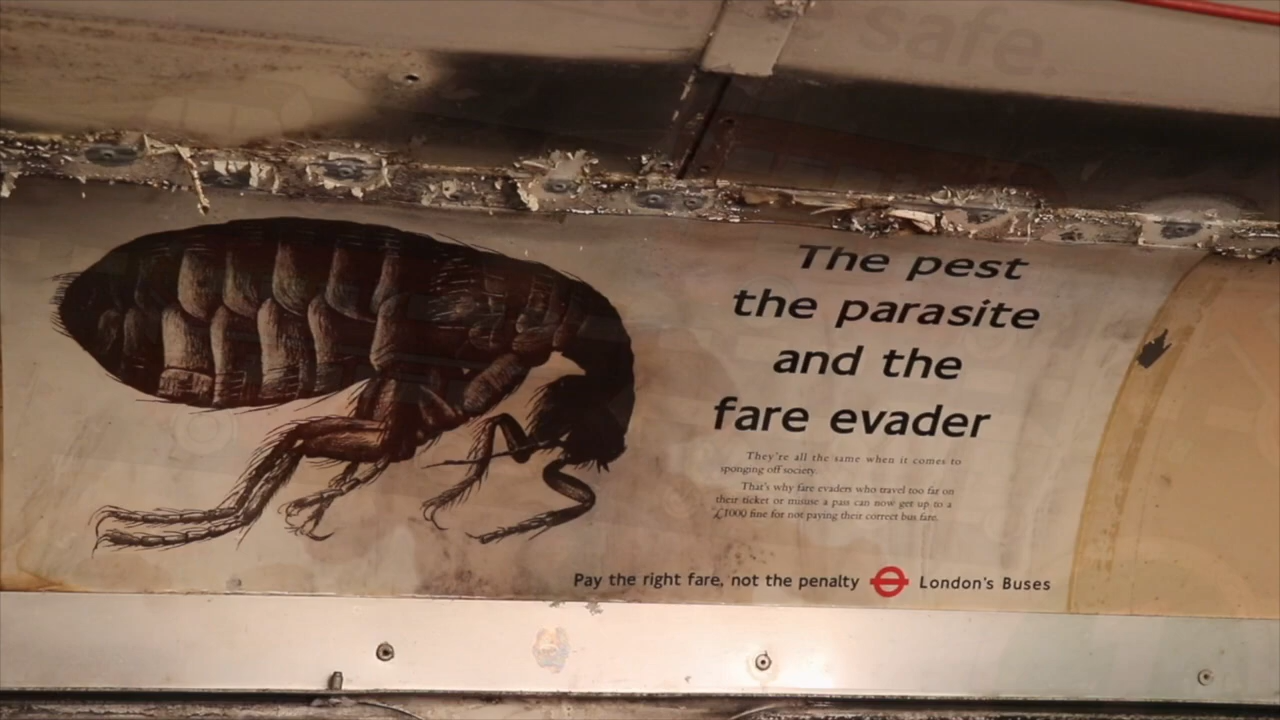 safe.
The pest
the parasite
and the
fare evader
They're all the same when it comes to
sponging off society.
That's why fare evaders who travel too far on
their ticket or misuse a pass can now get up to a
£1000 fine for not paying their correct bus fare.
Pay the right fare, not the penalty London's Buses